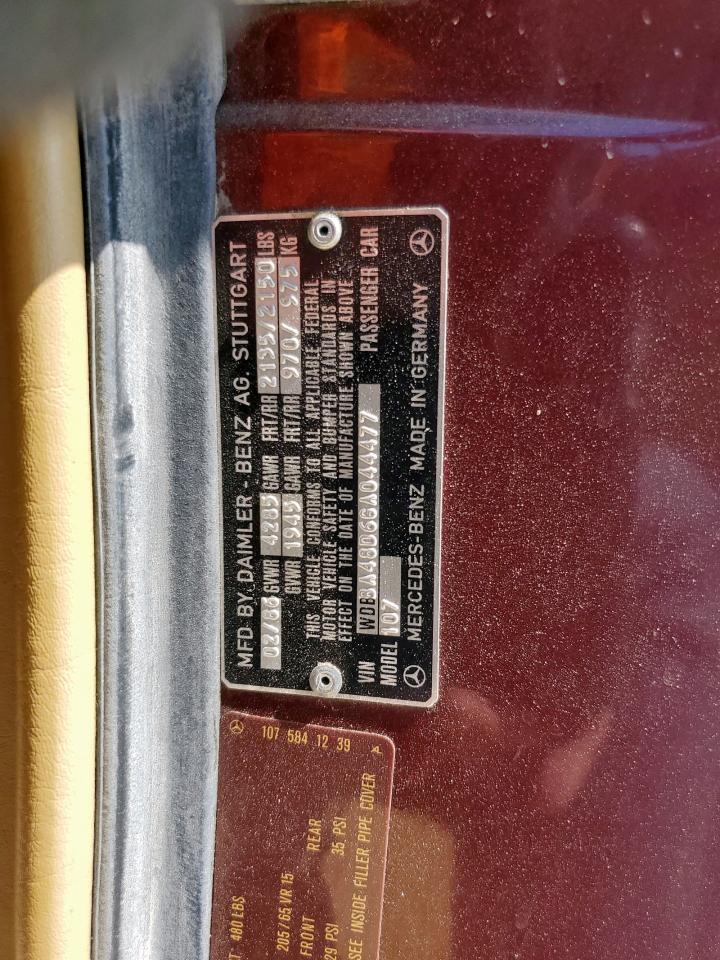 MFD BY DAIMLER - BENZ AG. STUTTGART
02/86 GVWR 4285 GAWR FRT/RR 2135/2150 LBS
GVWR 1945 GAWR FRT/RR 970/ 975 KG
THIS VEHICLE CONFORMS TO ALL APPLICABLE FEDERAL
MOTOR VEHICLE SAFETY AND BUMPER STANDARDS IN
EFFECT ON THE DATE OF MANUFACTURE SHOWN ABOVE
VIN WDBBA48D6GA044477 PASSENGER CAR
MODEL 107
MERCEDES-BENZ MADE IN GERMANY
107 584 12 39
480 LBS
205/65 VR 15
FRONT REAR
29 PSI 35 PSI
SEE INSIDE FILLER PIPE COVER